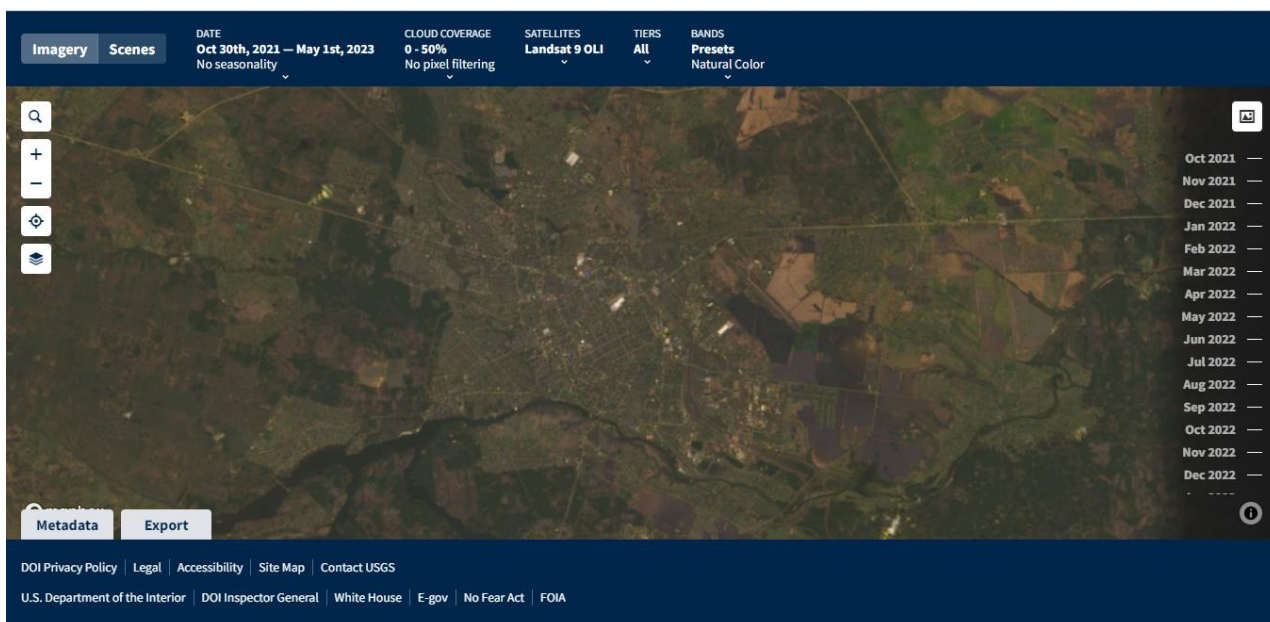 Imagery Scenes
DATE
Oct 30th, 2021 — May 1st, 2023
No seasonality
CLOUD COVERAGE
0 - 50%
No pixel filtering
SATELLITES
Landsat 9 OLI
TIERS
All
BANDS
Presets
Natural Color
Oct 2021
Nov 2021
Dec 2021
Jan 2022
Feb 2022
Mar 2022
Apr 2022
May 2022
Jun 2022
Jul 2022
Aug 2022
Sep 2022
Oct 2022
Nov 2022
Dec 2022
Metadata Export
DOI Privacy Policy | Legal | Accessibility | Site Map | Contact USGS
U.S. Department of the Interior | DOI Inspector General | White House | E-gov | No Fear Act | FOIA